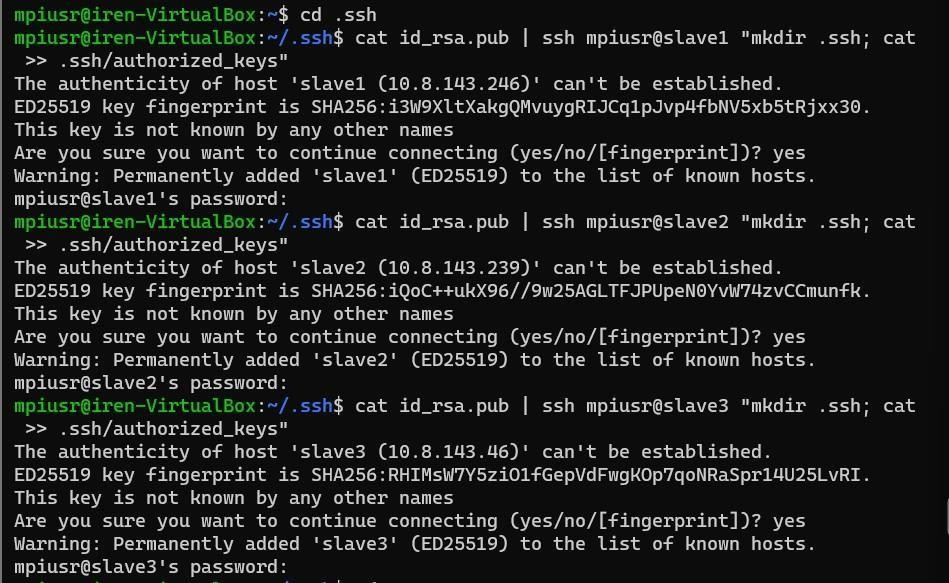 mpiusr@iren-VirtualBox:~$ cd .ssh
mpiusr@iren-VirtualBox:~/.ssh$ cat id_rsa.pub | ssh mpiusr@slave1 "mkdir .ssh; cat
 >> .ssh/authorized_keys"
The authenticity of host 'slave1 (10.8.143.246)' can't be established.
ED25519 key fingerprint is SHA256:i3W9XltXakgQMvuygRIJCq1pJvp4fbNV5xb5tRjxx30.
This key is not known by any other names
Are you sure you want to continue connecting (yes/no/[fingerprint])? yes
Warning: Permanently added 'slave1' (ED25519) to the list of known hosts.
mpiusr@slave1's password:
mpiusr@iren-VirtualBox:~/.ssh$ cat id_rsa.pub | ssh mpiusr@slave2 "mkdir .ssh; cat
 >> .ssh/authorized_keys"
The authenticity of host 'slave2 (10.8.143.239)' can't be established.
ED25519 key fingerprint is SHA256:iQoC++ukX96//9w25AGLTFJPUpeN0YvW74zvCCmunfk.
This key is not known by any other names
Are you sure you want to continue connecting (yes/no/[fingerprint])? yes
Warning: Permanently added 'slave2' (ED25519) to the list of known hosts.
mpiusr@slave2's password:
mpiusr@iren-VirtualBox:~/.ssh$ cat id_rsa.pub | ssh mpiusr@slave3 "mkdir .ssh; cat
 >> .ssh/authorized_keys"
The authenticity of host 'slave3 (10.8.143.46)' can't be established.
ED25519 key fingerprint is SHA256:RHIMsW7Y5ziO1fGepVdFwgKOp7qoNRaSpr14U25LvRI.
This key is not known by any other names
Are you sure you want to continue connecting (yes/no/[fingerprint])? yes
Warning: Permanently added 'slave3' (ED25519) to the list of known hosts.
mpiusr@slave3's password: